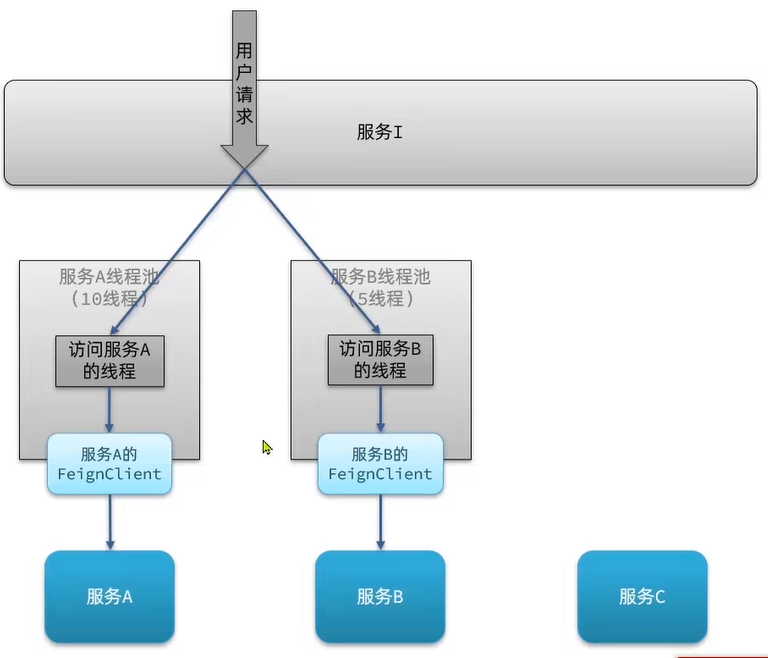 用
户
请
求
服务I
服务A线程池
(10线程)
服务B线程池
(5线程)
访问服务A
的线程
访问服务B
的线程
服务A的
FeignClient
服务B的
FeignClient
服务A
服务B
服务C